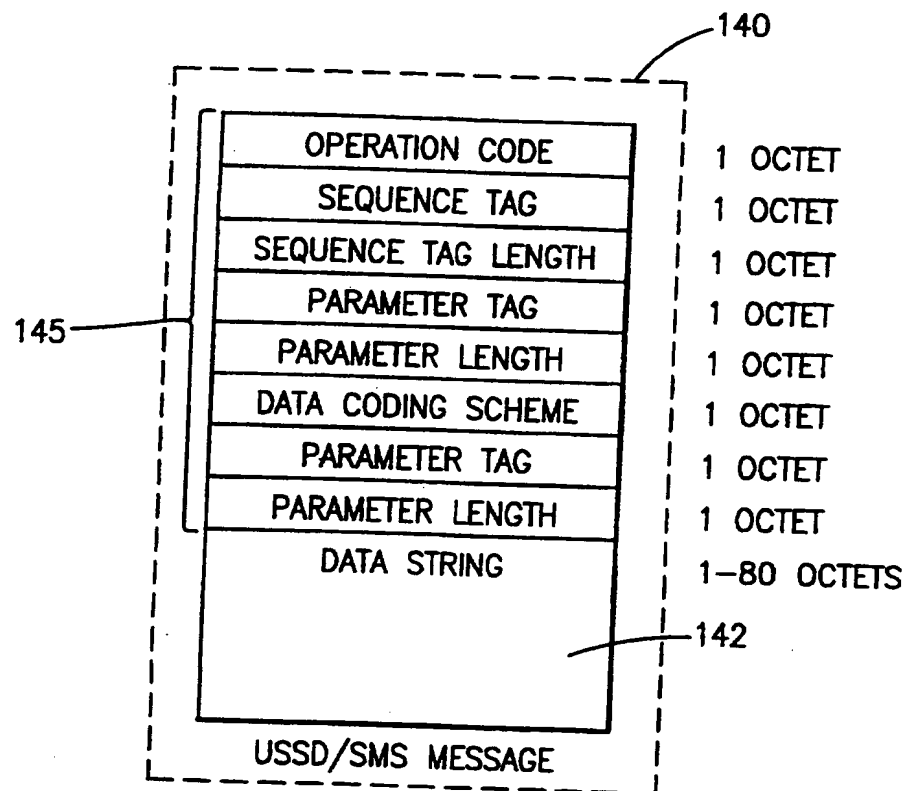 140
OPERATION CODE 1 OCTET
SEQUENCE TAG 1 OCTET
SEQUENCE TAG LENGTH 1 OCTET
PARAMETER TAG 1 OCTET
145
PARAMETER LENGTH 1 OCTET
DATA CODING SCHEME 1 OCTET
PARAMETER TAG 1 OCTET
PARAMETER LENGTH 1 OCTET
DATA STRING 1-80 OCTETS
142
USSD/SMS MESSAGE